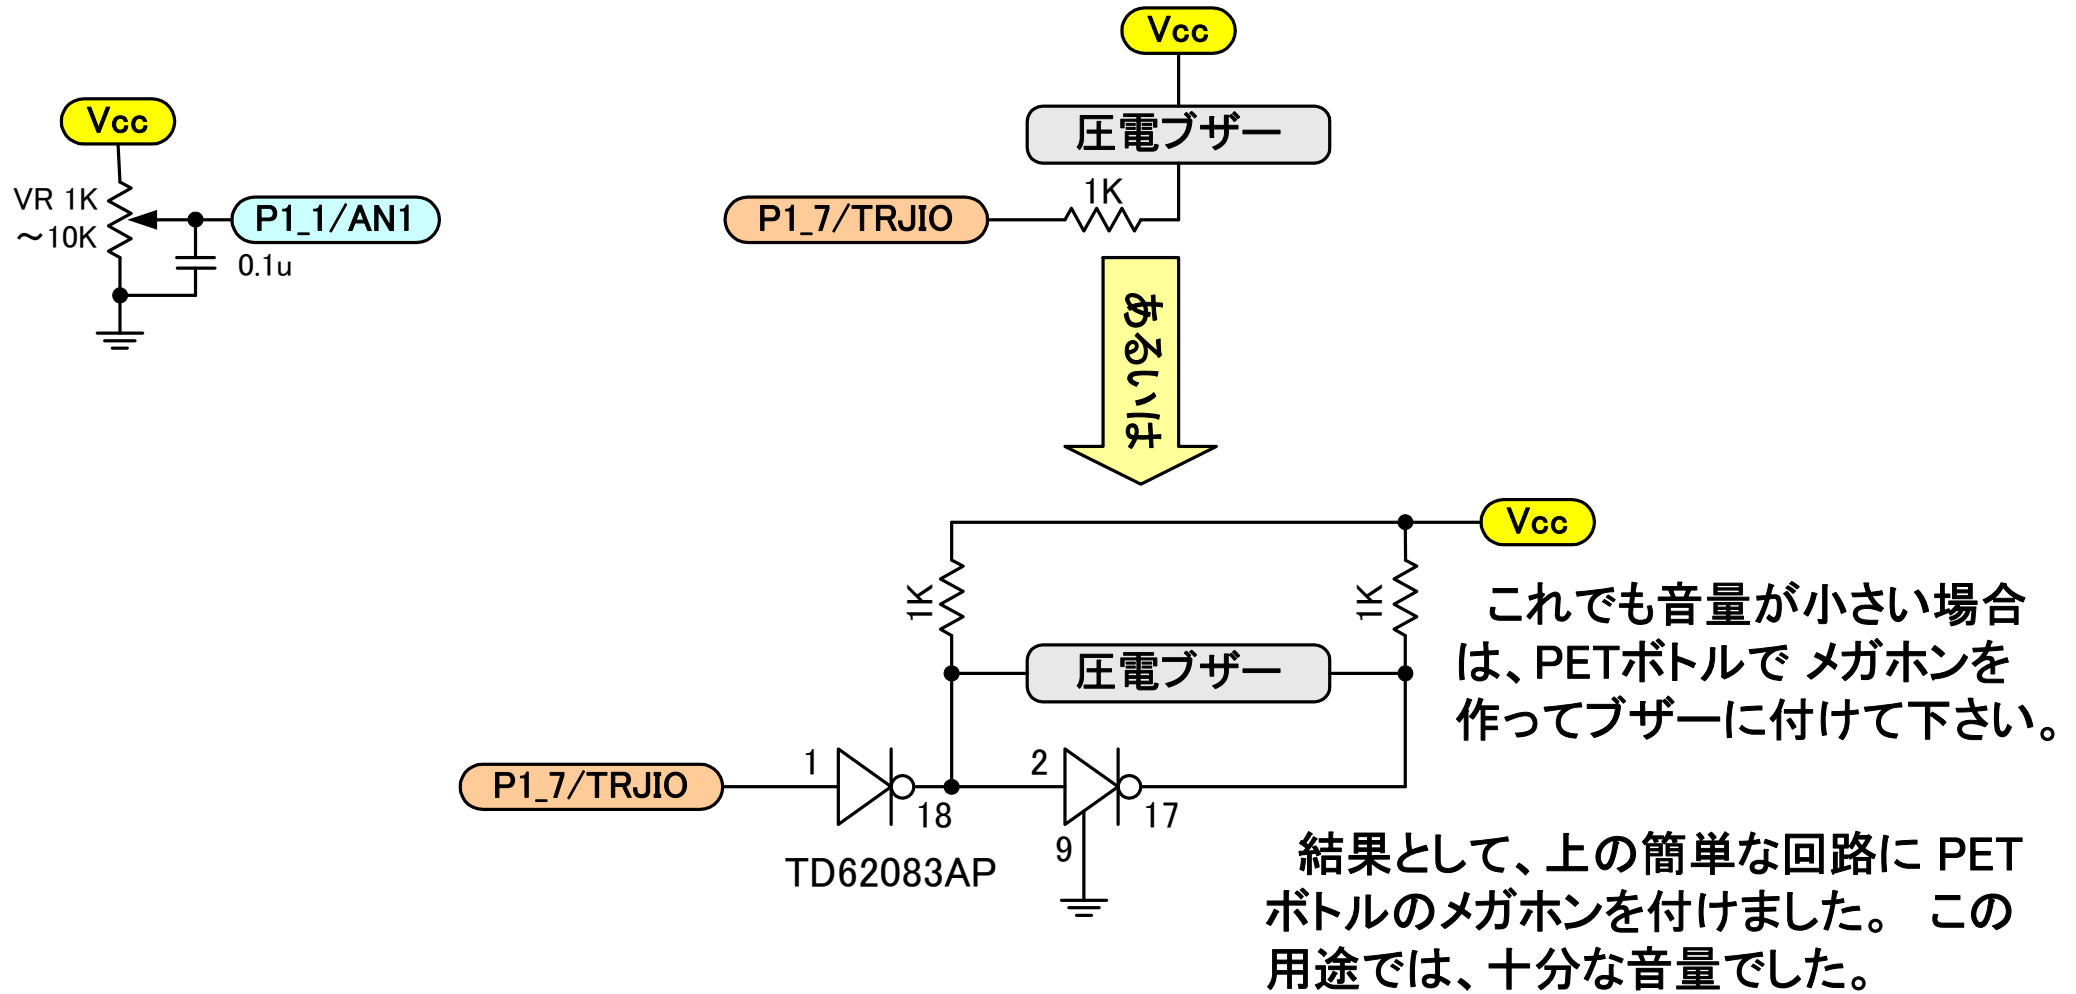 Vcc
圧電ブザー
1K
P1_7/TRJIO
Vcc
VR 1K
～10K
P1_1/AN1
0.1u
あるいは
Vcc
1K
1K
圧電ブザー
これでも音量が小さい場合
は、PETボトルで メガホンを
作ってブザーに付けて下さい。
P1_7/TRJIO
1
18
2
17
9
TD62083AP
結果として、上の簡単な回路に PET
ボトルのメガホンを付けました。 この
用途では、十分な音量でした。